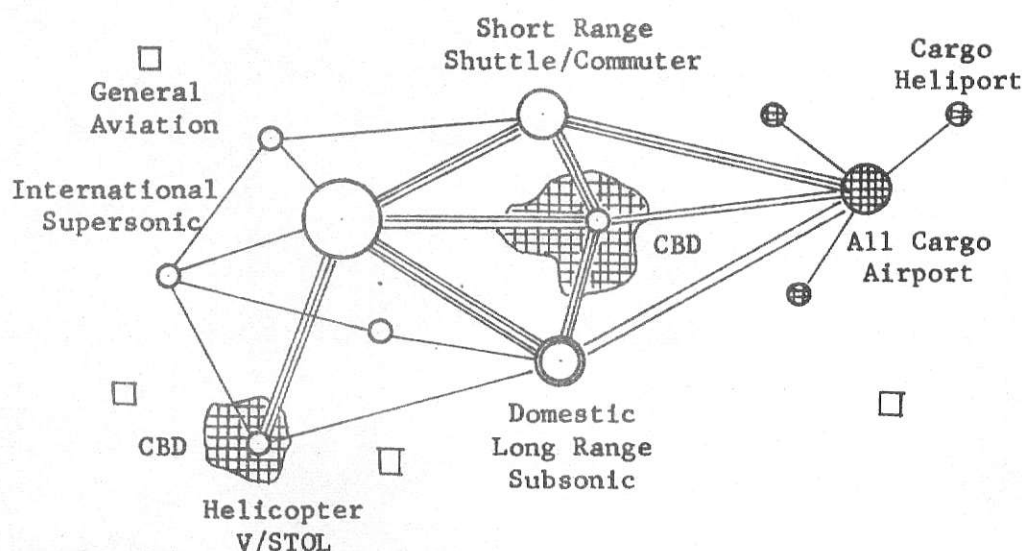 Short Range
Shuttle/Commuter
Cargo
Heliport
General
Aviation
International
Supersonic
CBD
All Cargo
Airport
Domestic
Long Range
Subsonic
CBD
Helicopter
V/STOL